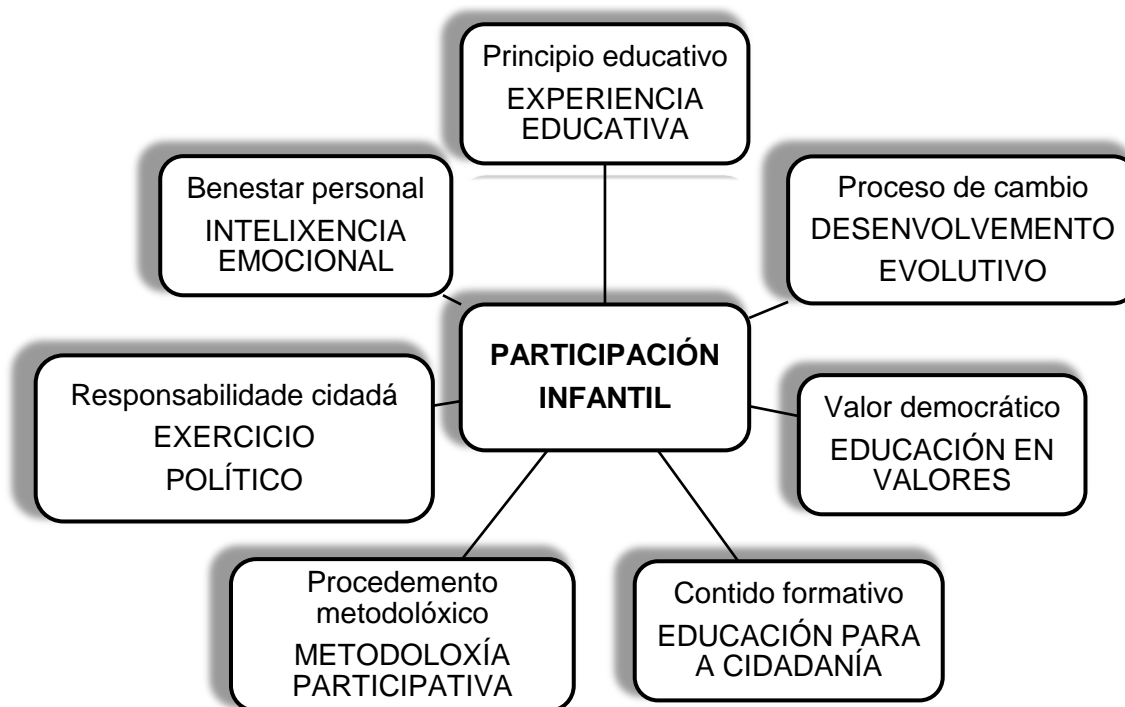 Principio educativo
EXPERIENCIA
EDUCATIVA
Benestar personal
INTELIXENCIA
EMOCIONAL
Proceso de cambio
DESENVOLVEMENTO
EVOLUTIVO
PARTICIPACIÓN
INFANTIL
Responsabilidade cidadá
EXERCICIO
POLÍTICO
Valor democrático
EDUCACIÓN EN
VALORES
Procedemento
metodolóxico
METODOLOXÍA
PARTICIPATIVA
Contido formativo
EDUCACIÓN PARA
A CIDADANÍA